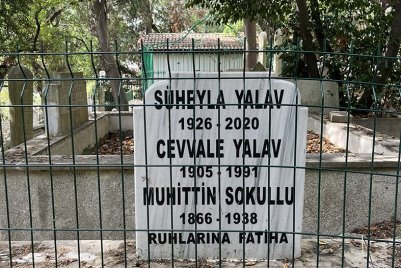 SÜHEYLA YALAV
1926 - 2020
CEVVALE YALAV
1905 - 1991
MUHİTTİN SOKULLU
1866 - 1938
RUHLARINA FATİHA